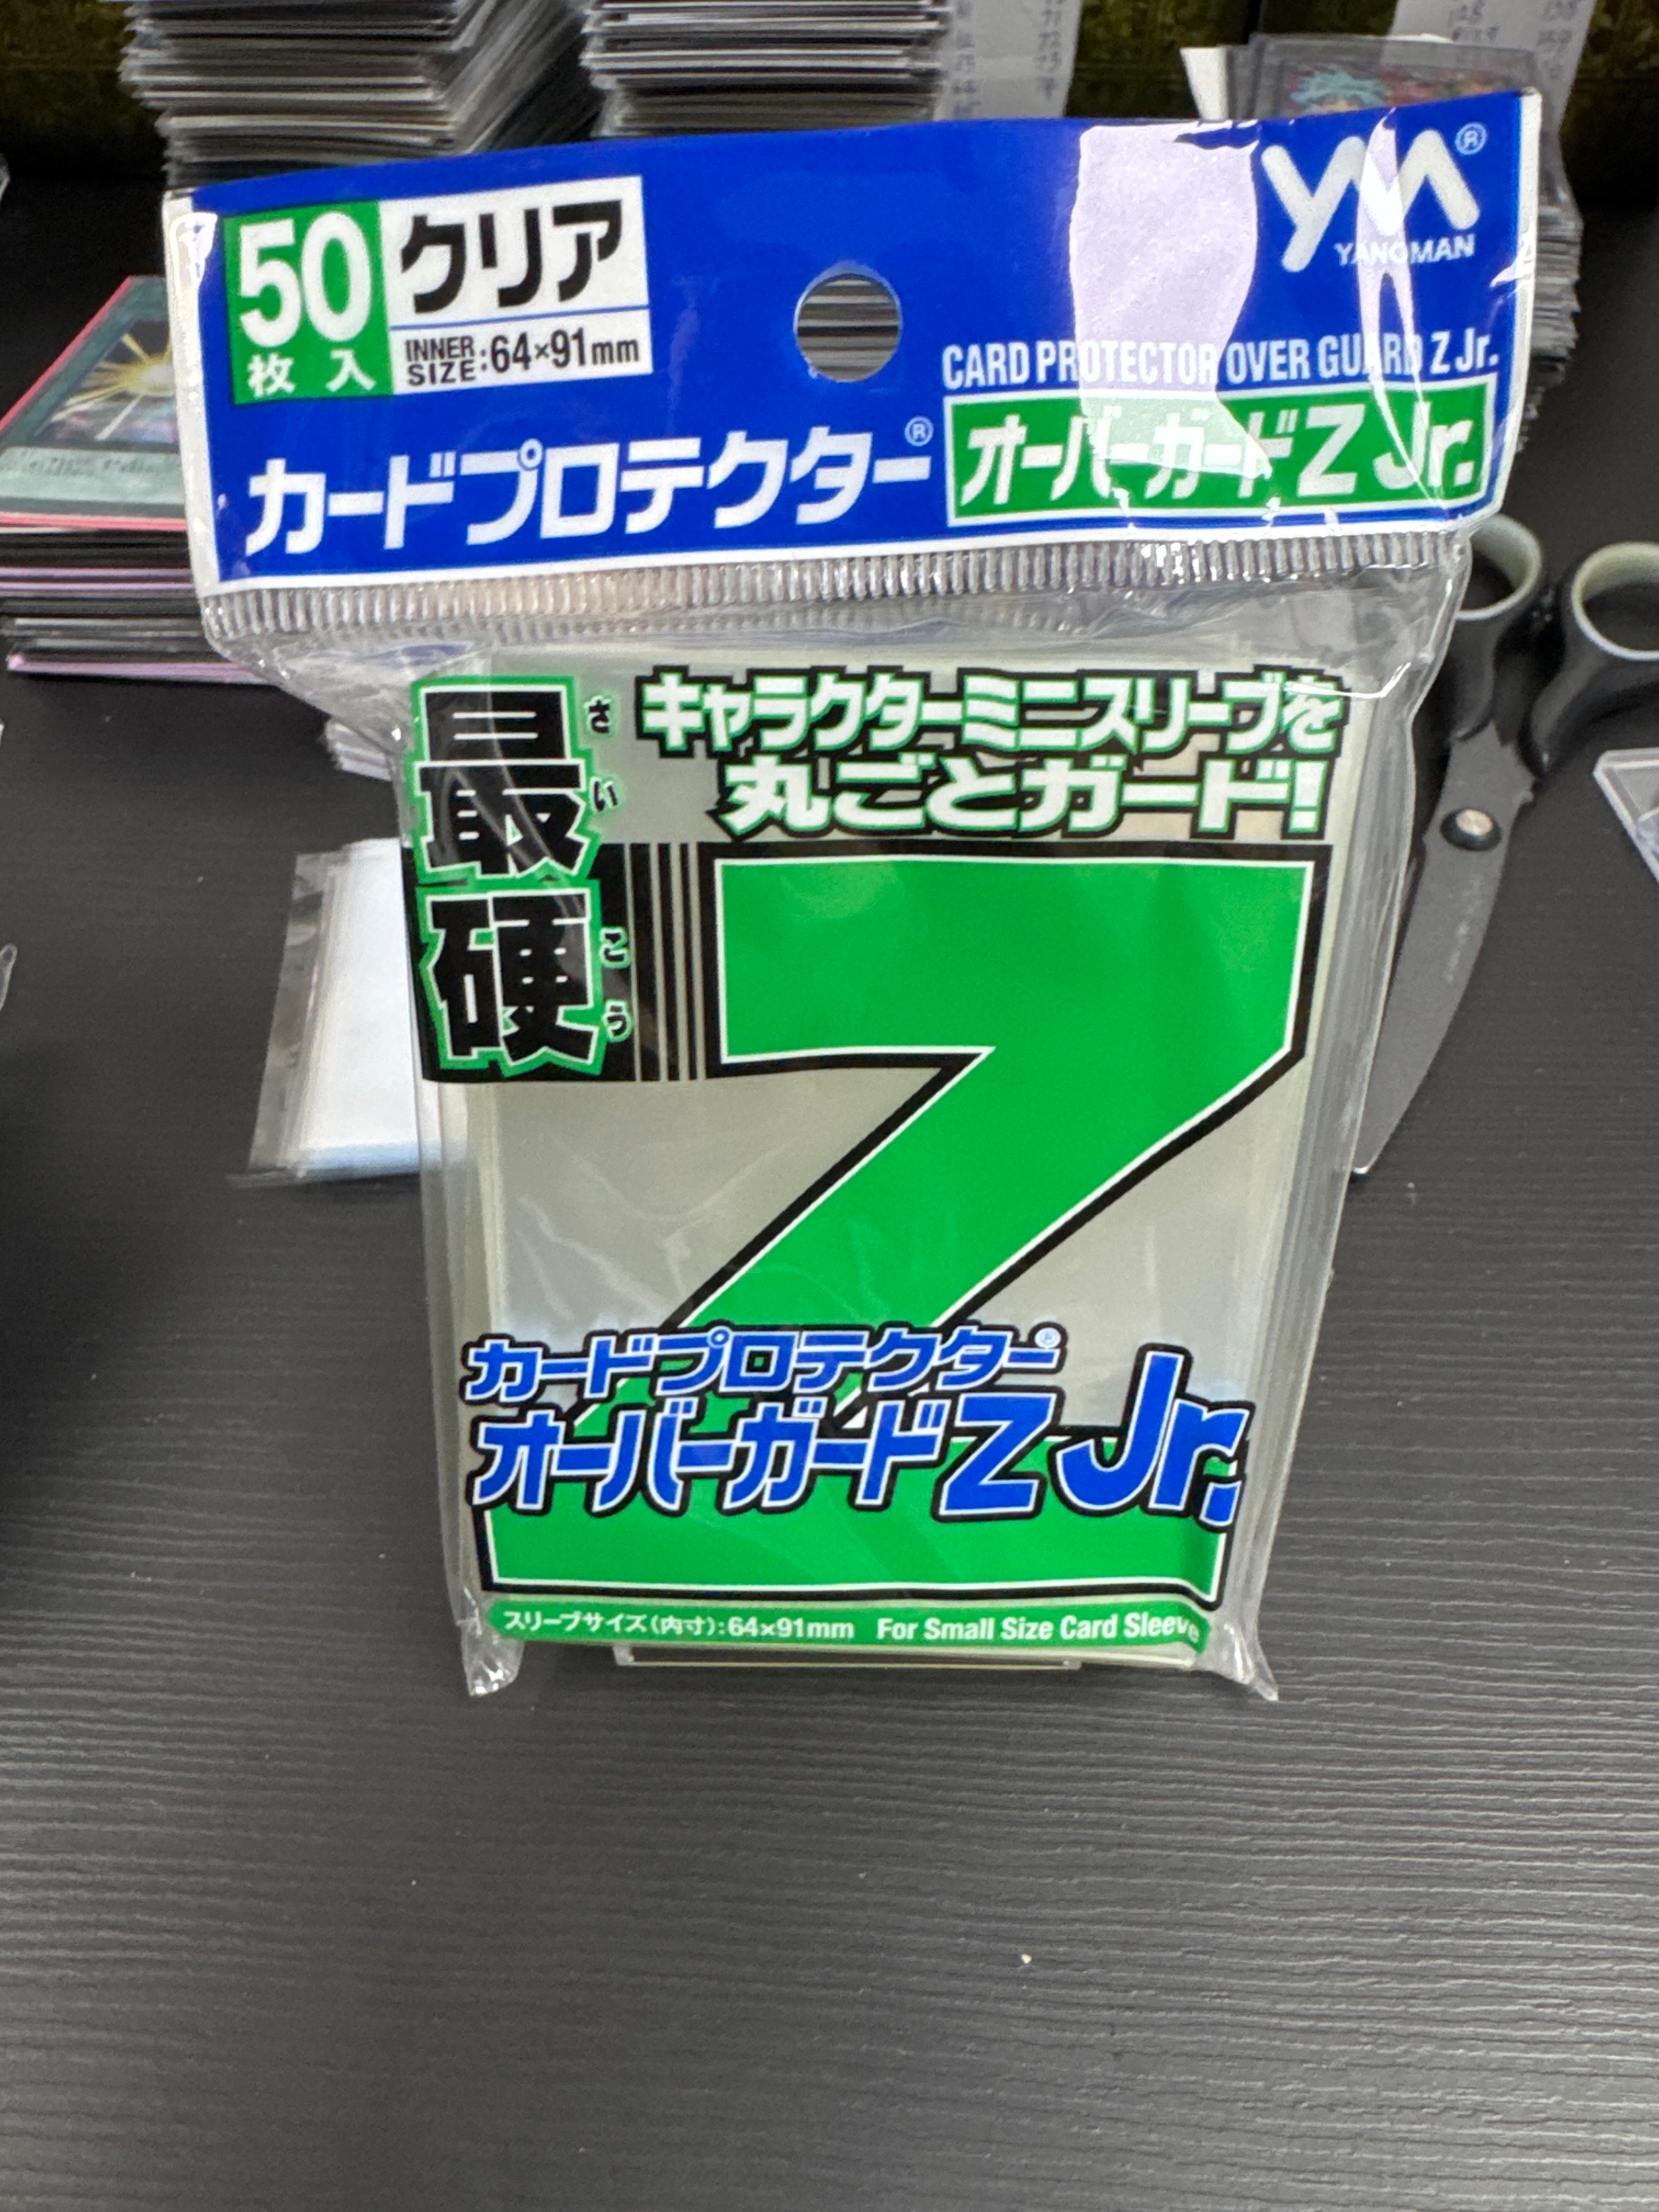 50
枚入
クリア
INNER SIZE:64×91mm
YM®
YANOMAN
CARD PROTECTOR OVER GUARD Z Jr.
カードプロテクター®
オーバーガードZ Jr.
最硬
さいこう
キャラクターミニスリーブを
丸ごとガード!
Z
カードプロテクター®
オーバーガードZ Jr.
スリーブサイズ(内寸):64×91mm For Small Size Card Sleeve